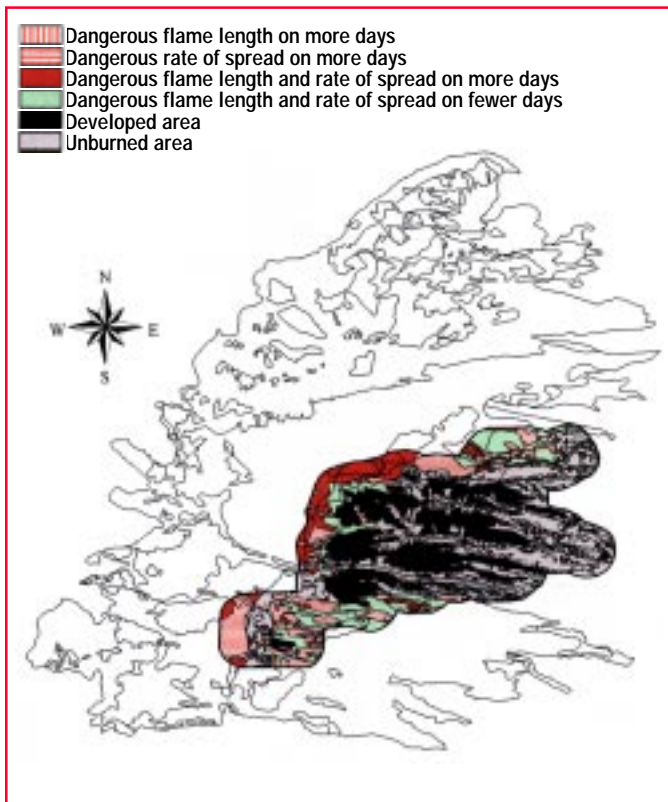 Dangerous flame length on more days
Dangerous rate of spread on more days
Dangerous flame length and rate of spread on more days
Dangerous flame length and rate of spread on fewer days
Developed area
Unburned area
N
W E
S